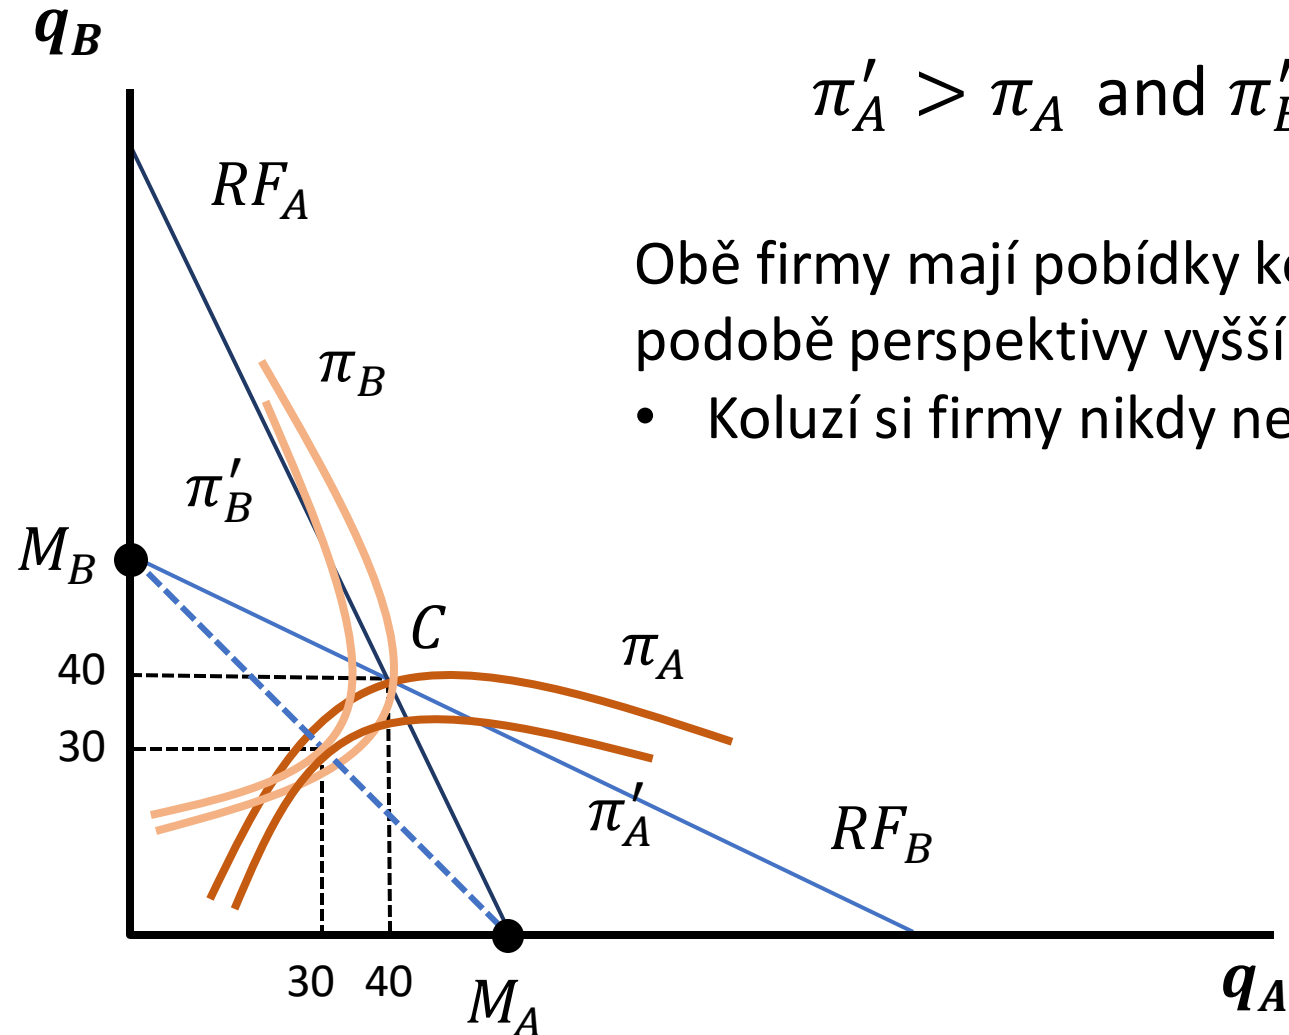 q_B
π′_A > π_A and π′_B
RF_A
Obě firmy mají pobídky
podobě perspektivy vyšší
• Koluzí si firmy nikdy
π_B
π′_B
M_B
C
π_A
40
30
π′_A
RF_B
30 40
M_A
q_A